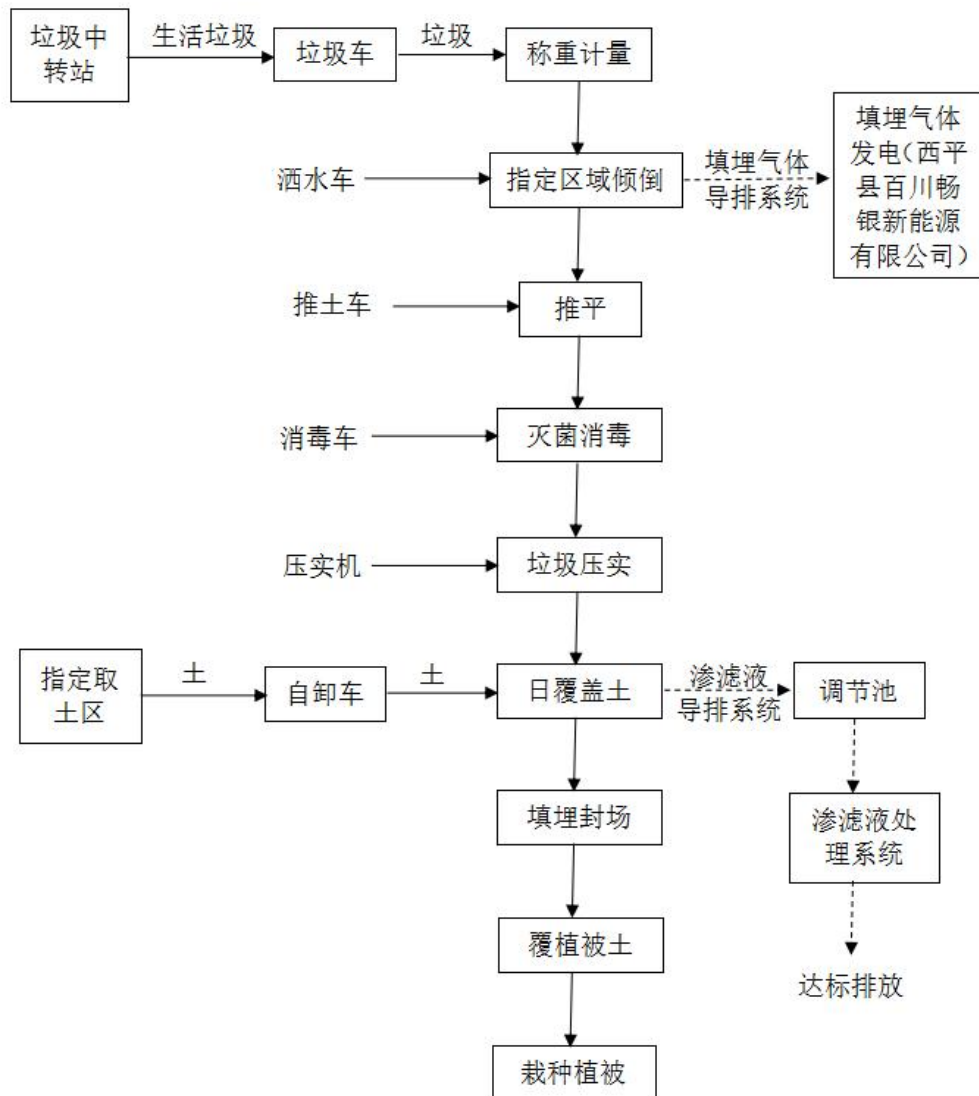 垃圾中
转站
生活垃圾
垃圾车
垃圾
称重计量
洒水车
指定区域倾倒
填埋气体
导排系统
填埋气体
发电（西平
县百川畅
银新能源
有限公司）
推土车
推平
消毒车
灭菌消毒
压实机
垃圾压实
指定取
土区
土
自卸车
土
日覆盖土
渗滤液
导排系统
调节池
填埋封场
渗滤液处
理系统
覆植被土
达标排放
栽种植被